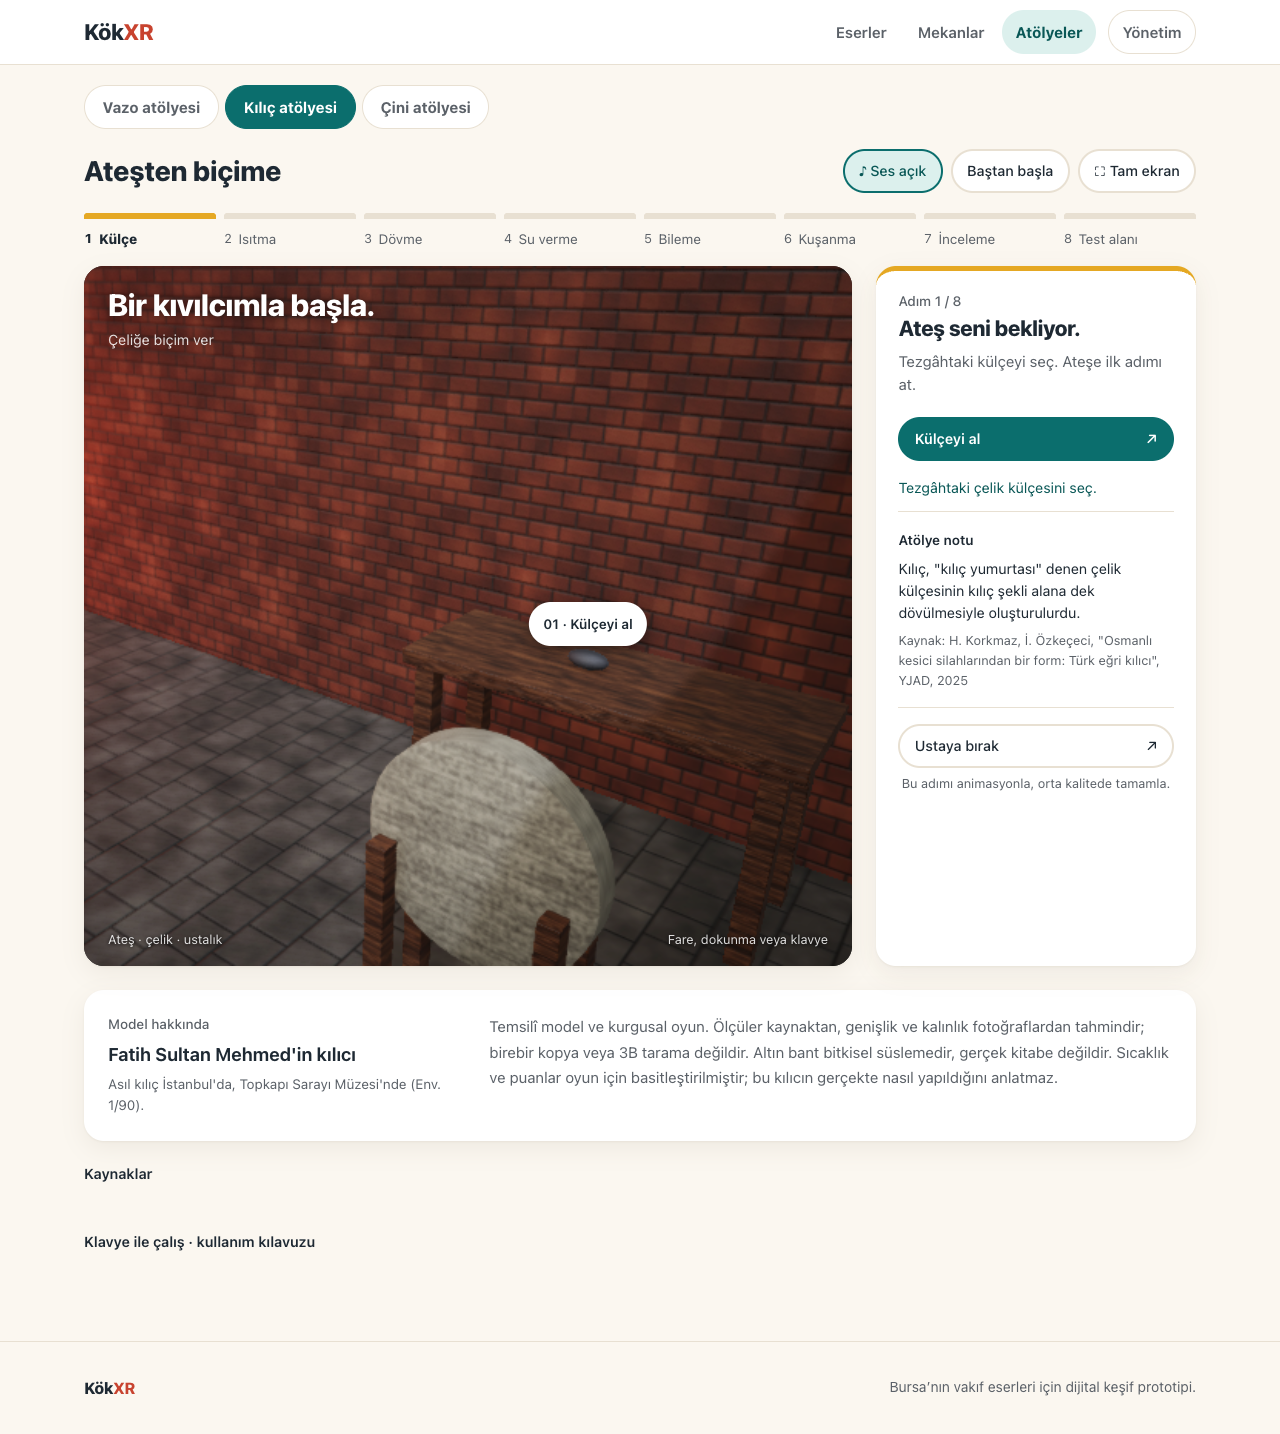 KökXR
Eserler
Mekanlar
Atölyeler
Yönetim
Vazo atölyesi
Kılıç atölyesi
Çini atölyesi
Ateşten biçime
♪ Ses açık
Baştan başla
⛶ Tam ekran
1 Külçe
2 Isıtma
3 Dövme
4 Su verme
5 Bileme
6 Kuşanma
7 İnceleme
8 Test alanı
Bir kıvılcımla başla.
Çeliğe biçim ver
01 · Külçeyi al
Ateş · çelik · ustalık
Fare, dokunma veya klavye
Adım 1 / 8
Ateş seni bekliyor.
Tezgâhtaki külçeyi seç. Ateşe ilk adımı
at.
Külçeyi al ↗
Tezgâhtaki çelik külçesini seç.
Atölye notu
Kılıç, "kılıç yumurtası" denen çelik
külçesinin kılıç şekli alana dek
dövülmesiyle oluşturulurdu.
Kaynak: H. Korkmaz, İ. Özkeçeci, "Osmanlı
kesici silahlarından bir form: Türk eğri kılıcı",
YJAD, 2025
Ustaya bırak ↗
Bu adımı animasyonla, orta kalitede tamamla.
Model hakkında
Fatih Sultan Mehmed'in kılıcı
Asıl kılıç İstanbul'da, Topkapı Sarayı Müzesi'nde (Env.
1/90).
Temsilî model ve kurgusal oyun. Ölçüler kaynaktan, genişlik ve kalınlık fotoğraflardan tahmindir;
birebir kopya veya 3B tarama değildir. Altın bant bitkisel süslemedir, gerçek kitabe değildir. Sıcaklık
ve puanlar oyun için basitleştirilmiştir; bu kılıcın gerçekte nasıl yapıldığını anlatmaz.
Kaynaklar
Klavye ile çalış · kullanım kılavuzu
KökXR
Bursa’nın vakıf eserleri için dijital keşif prototipi.